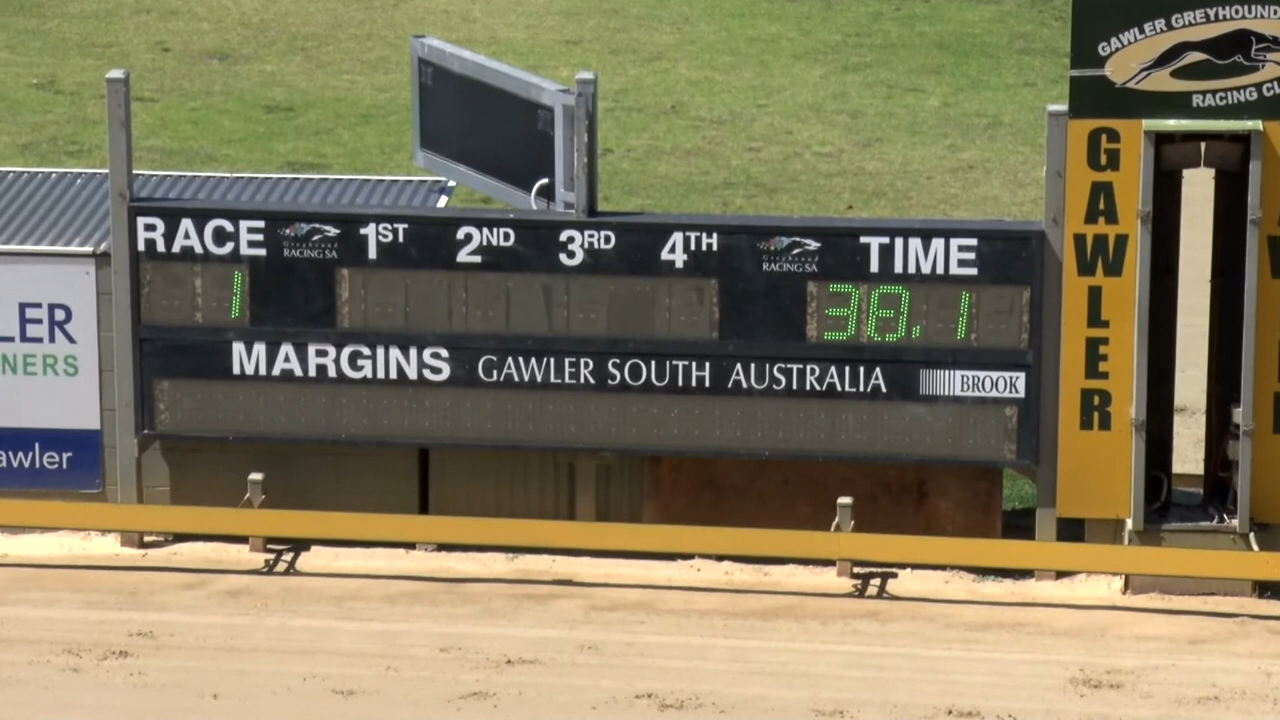 GAWLER GREYHOUND
RACING CL
GAWLER
RACE
Greyhound
RACING SA
1ST
2ND
3RD
4TH
Greyhound
RACING SA
TIME
1
38.1
MARGINS
GAWLER SOUTH AUSTRALIA
BROOK
LER
NERS
awler